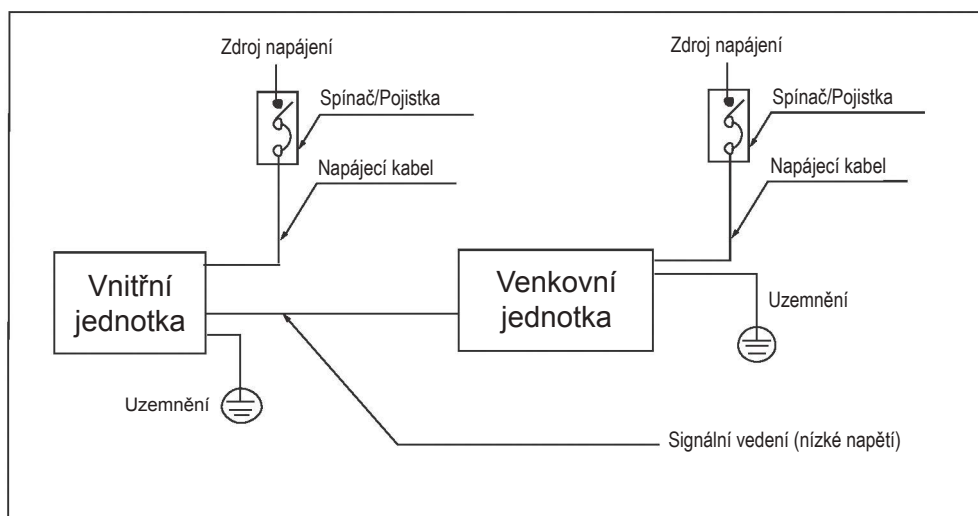 Zdroj napájení
Zdroj napájení
Spínač/Pojistka
Spínač/Pojistka
Napájecí kabel
Napájecí kabel
Vnitřní
jednotka
Venkovní
jednotka
Uzemnění
Uzemnění
Signální vedení (nízké napětí)